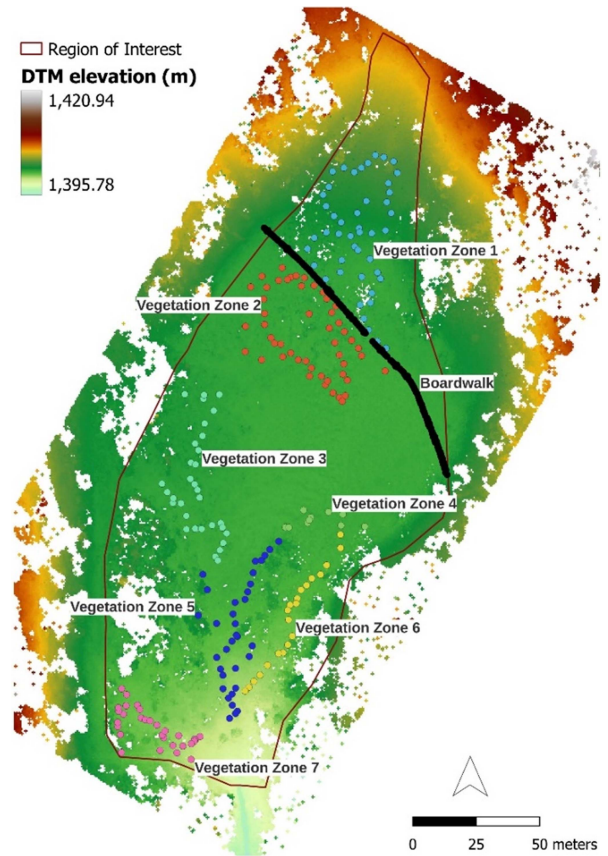 Region of Interest
DTM elevation (m)
1,420.94
1,395.78
Vegetation Zone 1
Vegetation Zone 2
Boardwalk
Vegetation Zone 3
Vegetation Zone 4
Vegetation Zone 5
Vegetation Zone 6
Vegetation Zone 7
0 25 50 meters